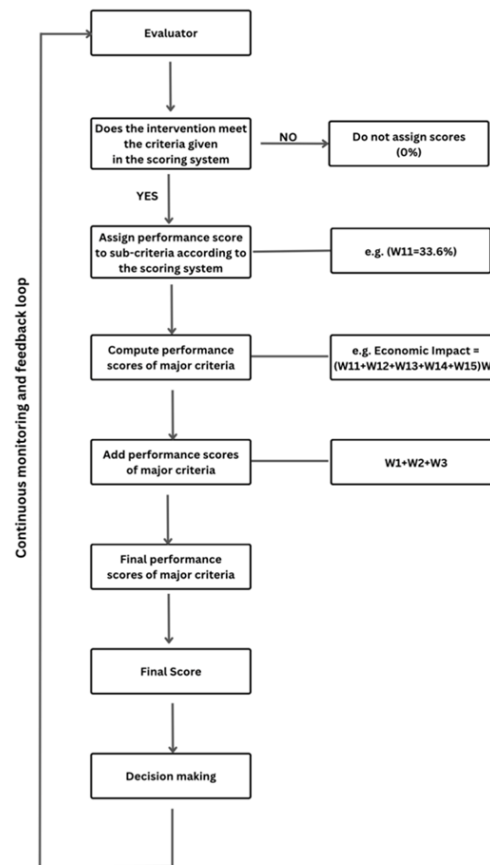 Evaluator
Does the intervention meet
the criteria given
in the scoring system
NO
Do not assign scores
(0%)
YES
Assign performance score
to sub-criteria according to
the scoring system
e.g. (W11=33.6%)
Compute performance
scores of major criteria
e.g. Economic Impact =
(W11+W12+W13+W14+W15)W
Add performance scores
of major criteria
W1+W2+W3
Final performance
scores of major criteria
Final Score
Decision making
Continuous monitoring and feedback loop